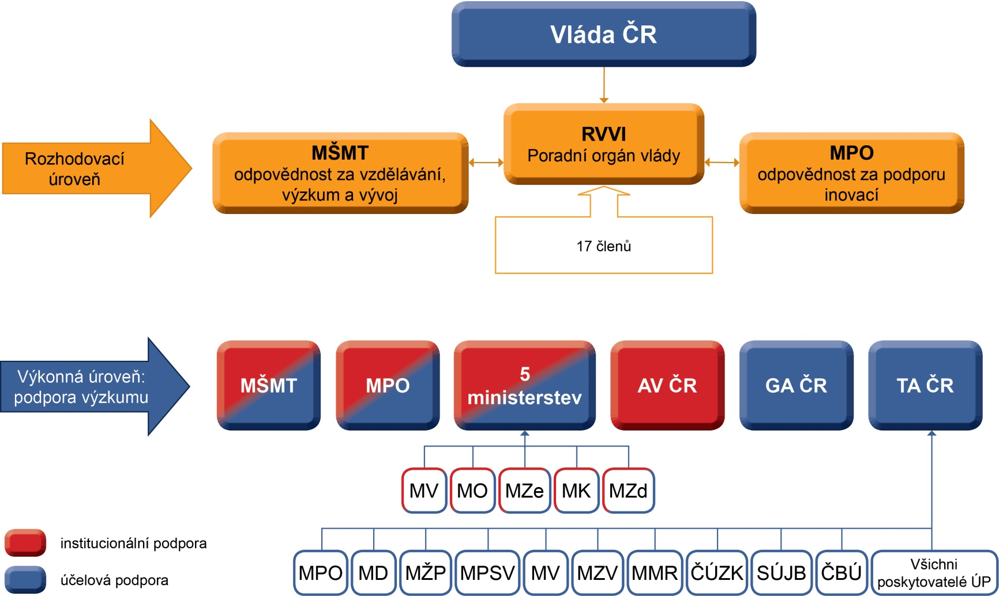 Vláda ČR
Rozhodovací
úroveň
MŠMT
odpovědnost za vzdělávání,
výzkum a vývoj
RVVI
Poradní orgán vlády
MPO
odpovědnost za podporu
inovací
17 členů
Výkonná úroveň:
podpora výzkumu
MŠMT
MPO
5
ministerstev
AV ČR
GA ČR
TA ČR
MV
MO
MZe
MK
MZd
institucionální podpora
účelová podpora
MPO
MD
MŽP
MPSV
MV
MZV
MMR
ČÚZK
SÚJB
ČBÚ
Všichni
poskytovatelé ÚP